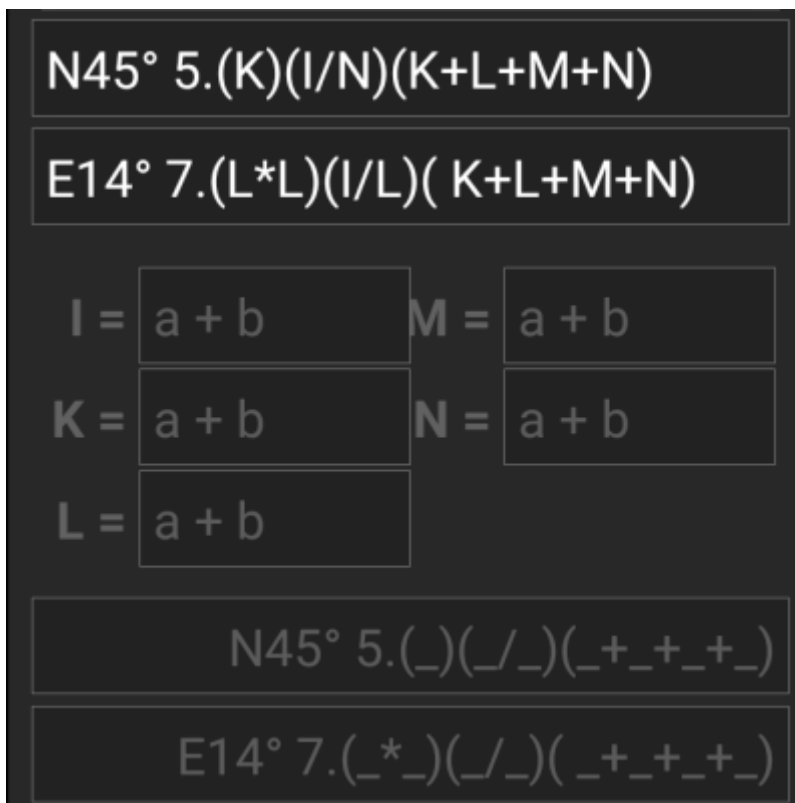 N45° 5.(K)(I/N)(K+L+M+N)
E14° 7.(L*L)(I/L)( K+L+M+N)
I = a + b M = a + b
K = a + b N = a + b
L = a + b
N45° 5.(_)(_/_)(_+_+_+_)
E14° 7.(_*_)(_/_)( _+_+_+_)